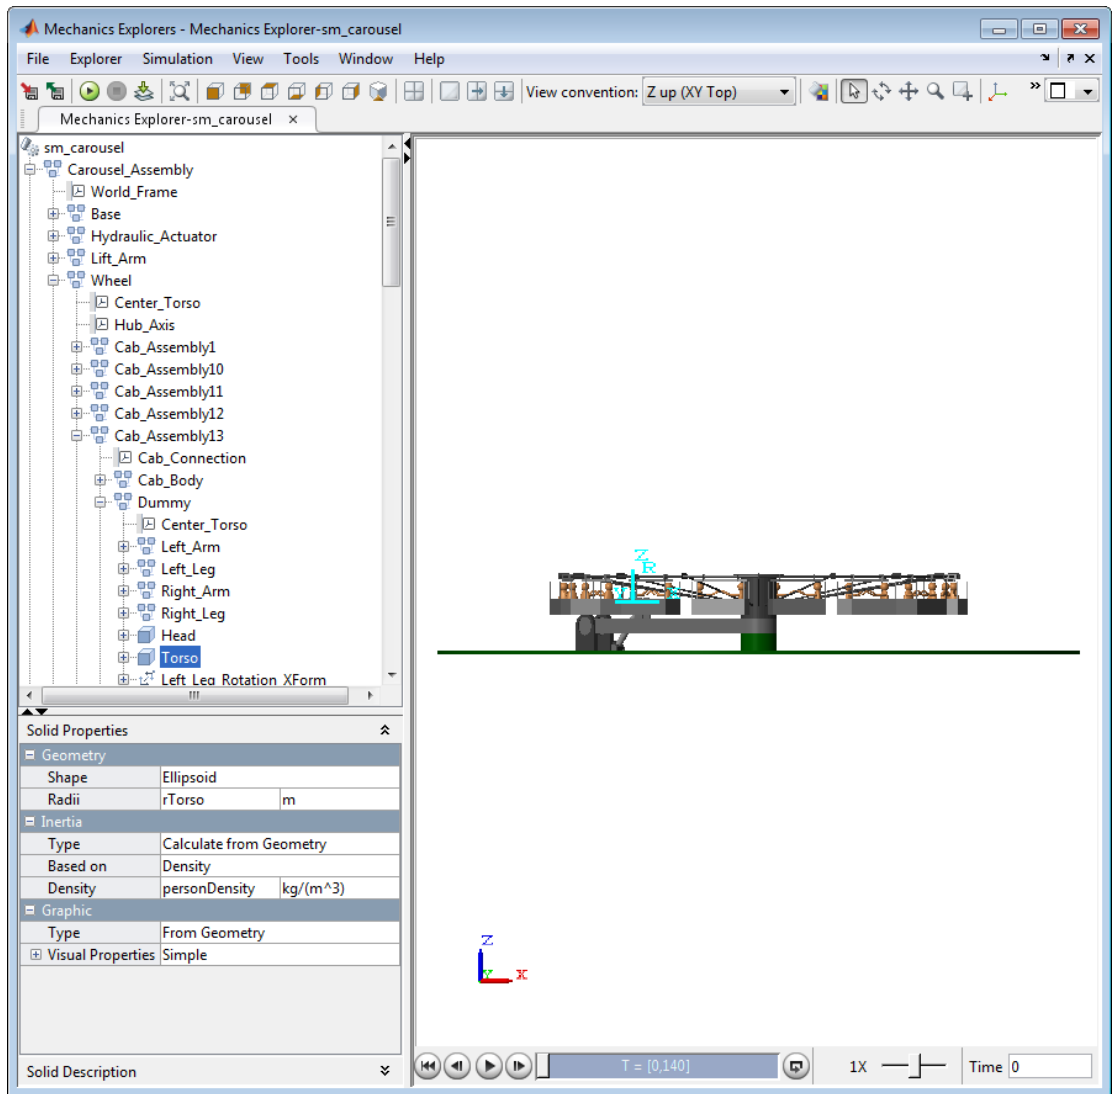 Mechanics Explorers - Mechanics Explorer-sm_carousel
File Explorer Simulation View Tools Window Help
View convention: Z up (XY Top)
Mechanics Explorer-sm_carousel
sm_carousel
Carousel_Assembly
World_Frame
Base
Hydraulic_Actuator
Lift_Arm
Wheel
Center_Torso
Hub_Axis
Cab_Assembly1
Cab_Assembly10
Cab_Assembly11
Cab_Assembly12
Cab_Assembly13
Cab_Connection
Cab_Body
Dummy
Center_Torso
Left_Arm
Left_Leg
Right_Arm
Right_Leg
Head
Torso
Left_Leg_Rotation_XForm
Z
R
Solid Properties
Geometry
Shape Ellipsoid
Radii rTorso m
Inertia
Type Calculate from Geometry
Based on Density
Density personDensity kg/(m^3)
Graphic
Type From Geometry
Visual Properties Simple
Z
Y X
Solid Description
T = [0,140] 1X Time 0